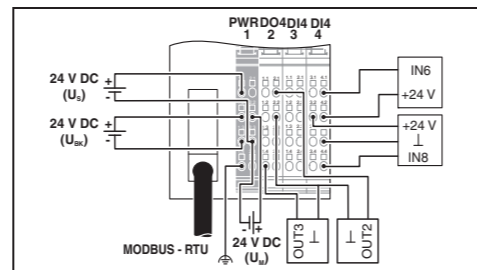 PWR DO4 DI4 DI4
1 2 3 4
24 V DC
(US)
+
-
24 V DC
(UBK)
+
-
IN6
+24 V
+24 V
⊥
IN8
MODBUS - RTU
- +
24 V DC
(UM)
OUT3
⊥
⊥
OUT2